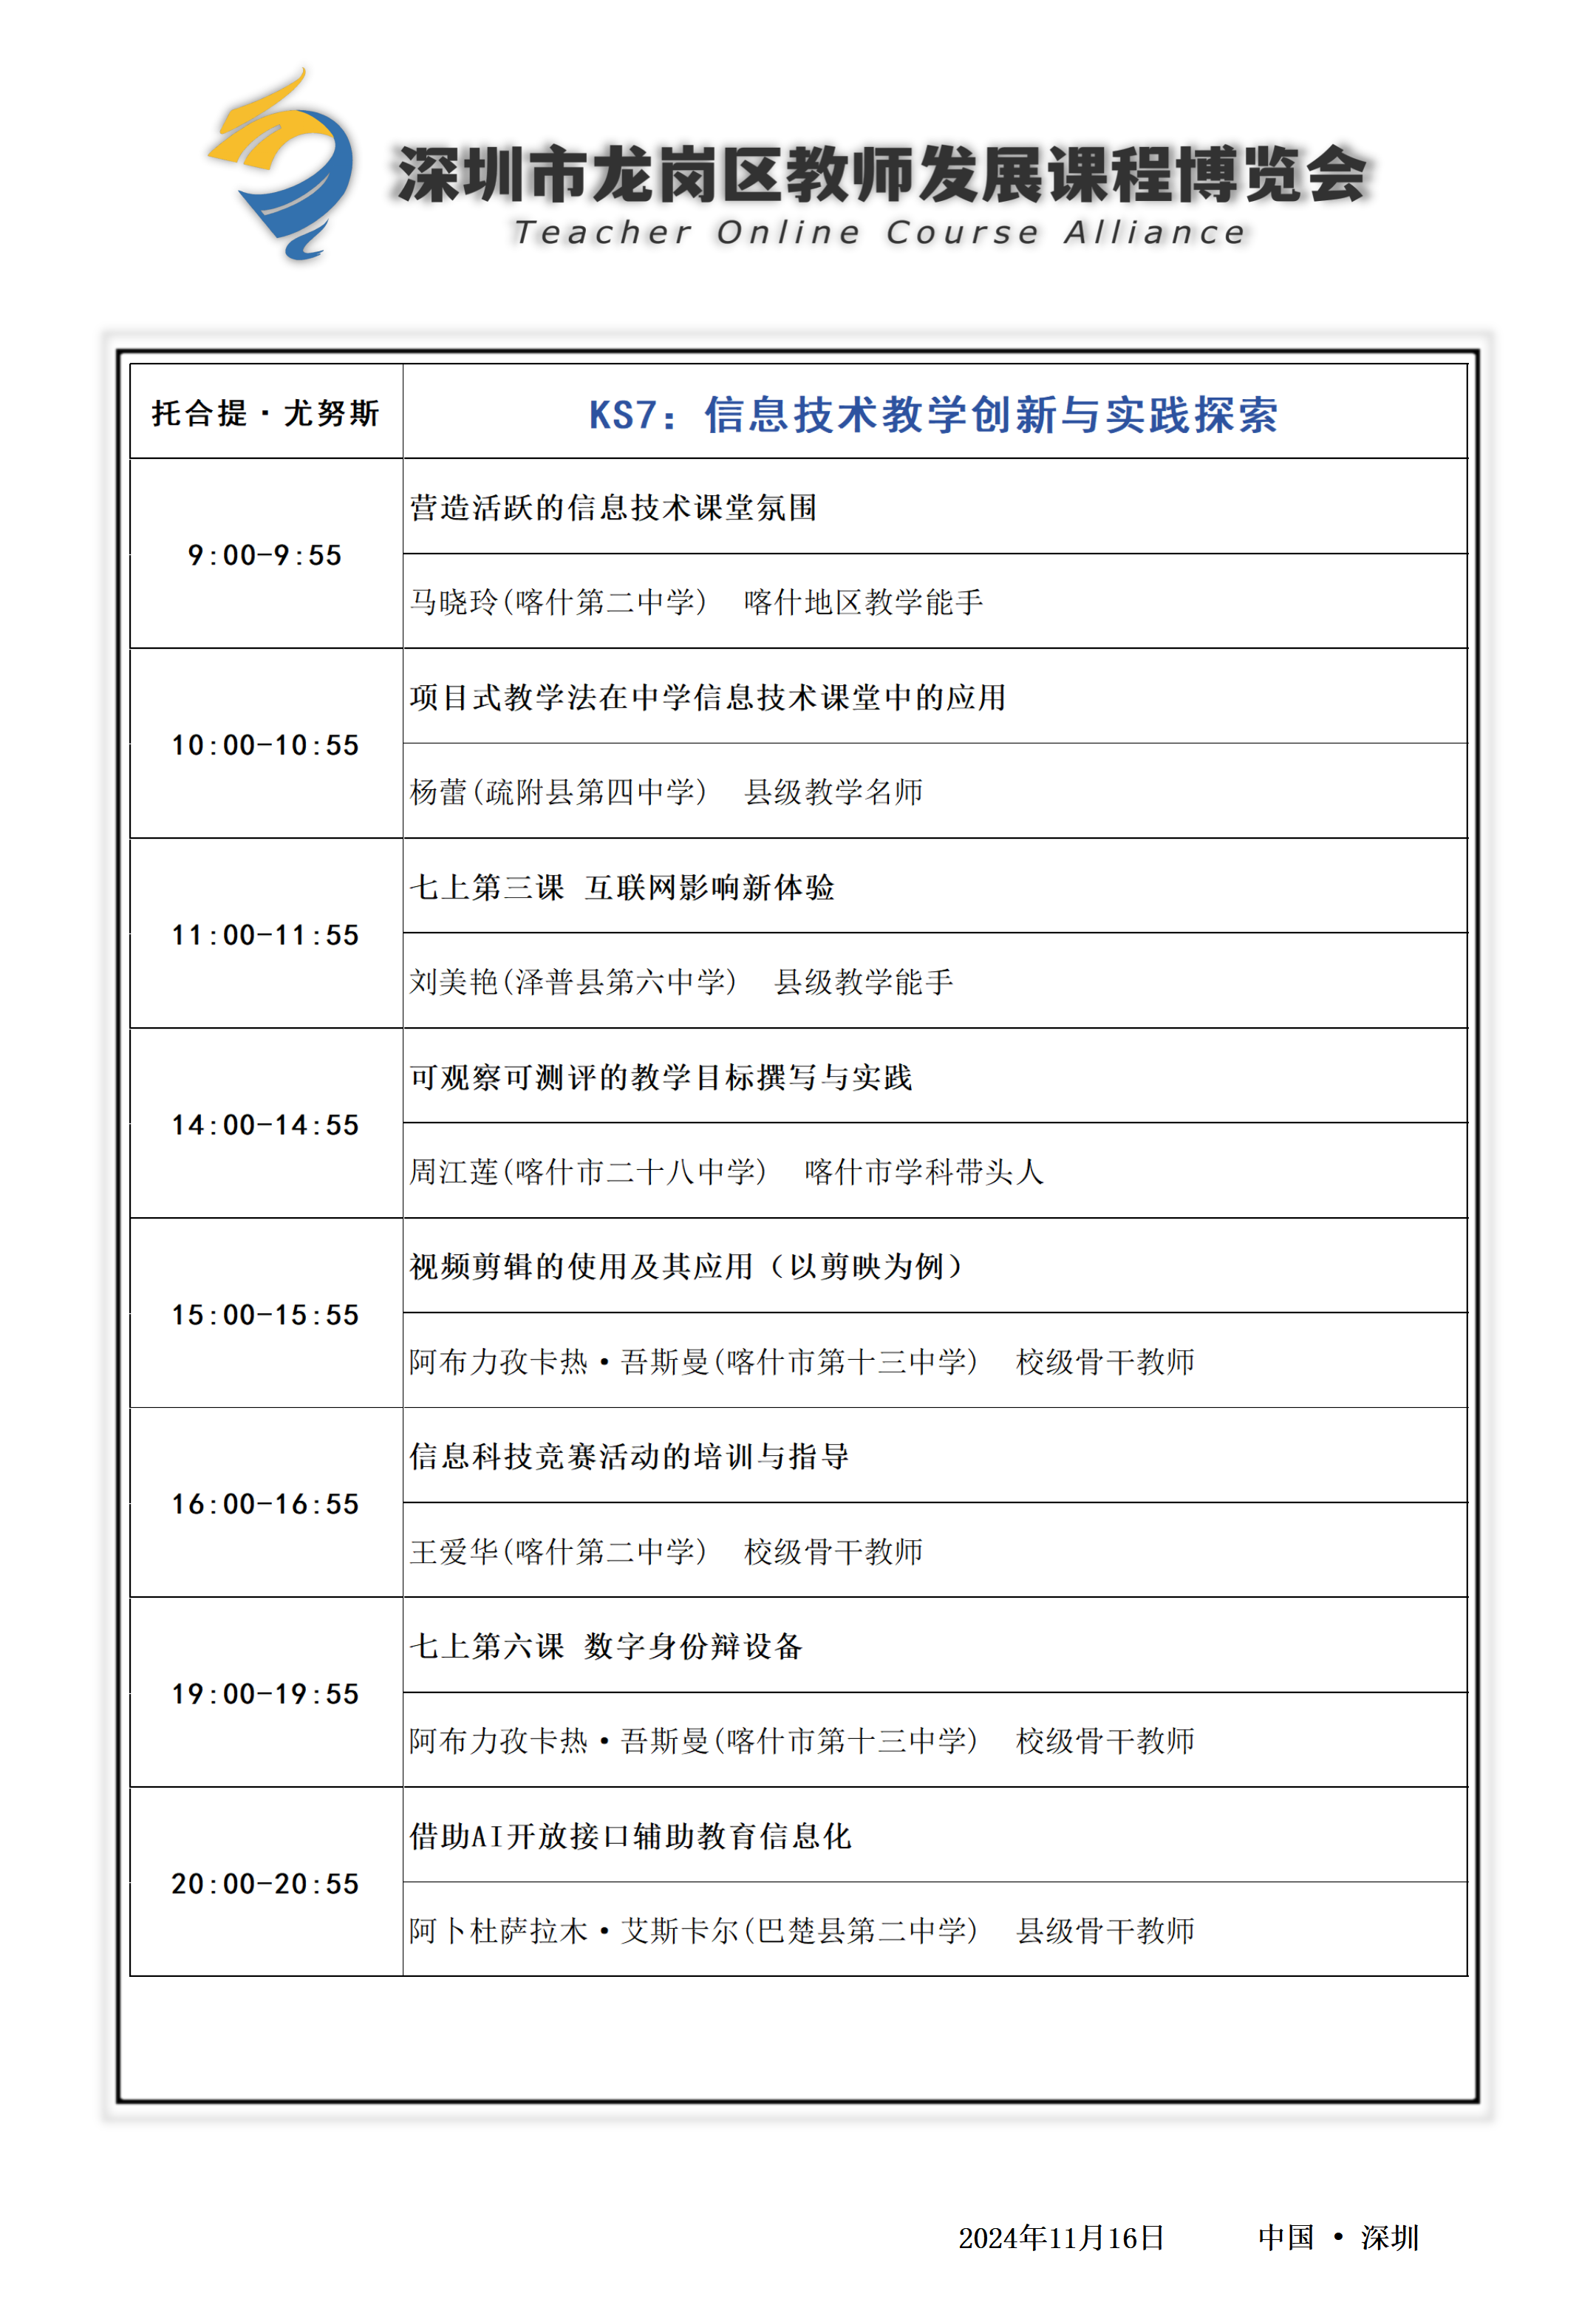 深圳市龙岗区教师发展课程博览会
Teacher Online Course Alliance
托合提·尤努斯
KS7：信息技术教学创新与实践探索
9:00-9:55
营造活跃的信息技术课堂氛围
马晓玲(喀什第二中学) 喀什地区教学能手
10:00-10:55
项目式教学法在中学信息技术课堂中的应用
杨蕾(疏附县第四中学) 县级教学名师
11:00-11:55
七上第三课 互联网影响新体验
刘美艳(泽普县第六中学) 县级教学能手
14:00-14:55
可观察可测评的教学目标撰写与实践
周江莲(喀什市二十八中学) 喀什市学科带头人
15:00-15:55
视频剪辑的使用及其应用（以剪映为例）
阿布力孜卡热·吾斯曼(喀什市第十三中学) 校级骨干教师
16:00-16:55
信息科技竞赛活动的培训与指导
王爱华(喀什第二中学) 校级骨干教师
19:00-19:55
七上第六课 数字身份辩设备
阿布力孜卡热·吾斯曼(喀什市第十三中学) 校级骨干教师
20:00-20:55
借助AI开放接口辅助教育信息化
阿卜杜萨拉木·艾斯卡尔(巴楚县第二中学) 县级骨干教师
2024年11月16日 中国 · 深圳